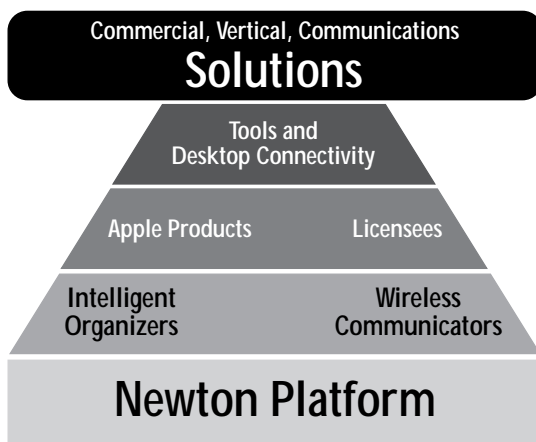 Commercial, Vertical, Communications
Solutions
Tools and
Desktop Connectivity
Apple Products
Licensees
Intelligent
Organizers
Wireless
Communicators
Newton Platform